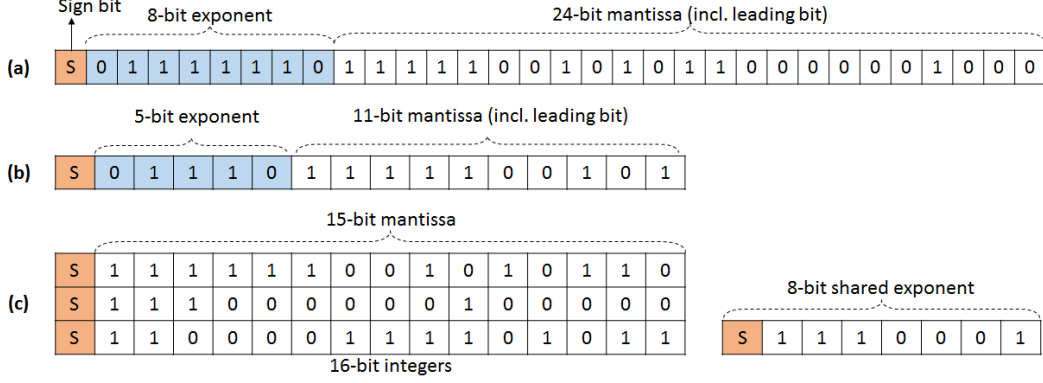 Sign bit
8-bit exponent
24-bit mantissa (incl. leading bit)
(a) S 0 1 1 1 1 1 1 0 1 1 1 1 1 0 0 1 0 1 0 1 1 0 0 0 0 0 0 1 0 0 0
5-bit exponent
11-bit mantissa (incl. leading bit)
(b) S 0 1 1 1 0 1 1 1 1 1 0 0 1 0 1
15-bit mantissa
S 1 1 1 1 1 1 0 0 1 0 1 0 1 1 0
(c) S 1 1 1 0 0 0 0 0 0 1 0 0 0 0 0
S 1 1 0 0 0 0 1 1 1 1 0 1 0 1 1
16-bit integers
8-bit shared exponent
S 1 1 1 0 0 0 1